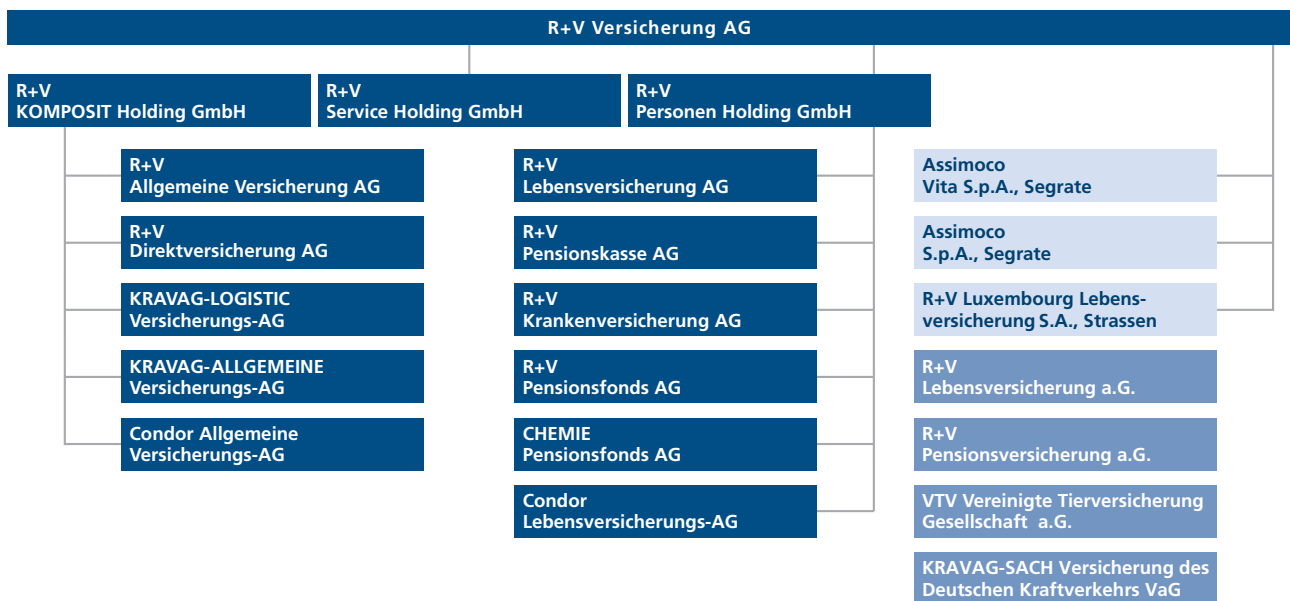 R+V Versicherung AG
R+V
KOMPOSIT Holding GmbH
R+V
Service Holding GmbH
R+V
Personen Holding GmbH
R+V
Allgemeine Versicherung AG
R+V
Direktversicherung AG
KRAVAG-LOGISTIC
Versicherungs-AG
KRAVAG-ALLGEMEINE
Versicherungs-AG
Condor Allgemeine
Versicherungs-AG
R+V
Lebensversicherung AG
R+V
Pensionskasse AG
R+V
Krankenversicherung AG
R+V
Pensionsfonds AG
CHEMIE
Pensionsfonds AG
Condor
Lebensversicherungs-AG
Assimoco
Vita S.p.A., Segrate
Assimoco
S.p.A., Segrate
R+V Luxembourg Lebens-
versicherung S.A., Strassen
R+V
Lebensversicherung a.G.
R+V
Pensionsversicherung a.G.
VTV Vereinigte Tierversicherung
Gesellschaft a.G.
KRAVAG-SACH Versicherung des
Deutschen Kraftverkehrs VaG